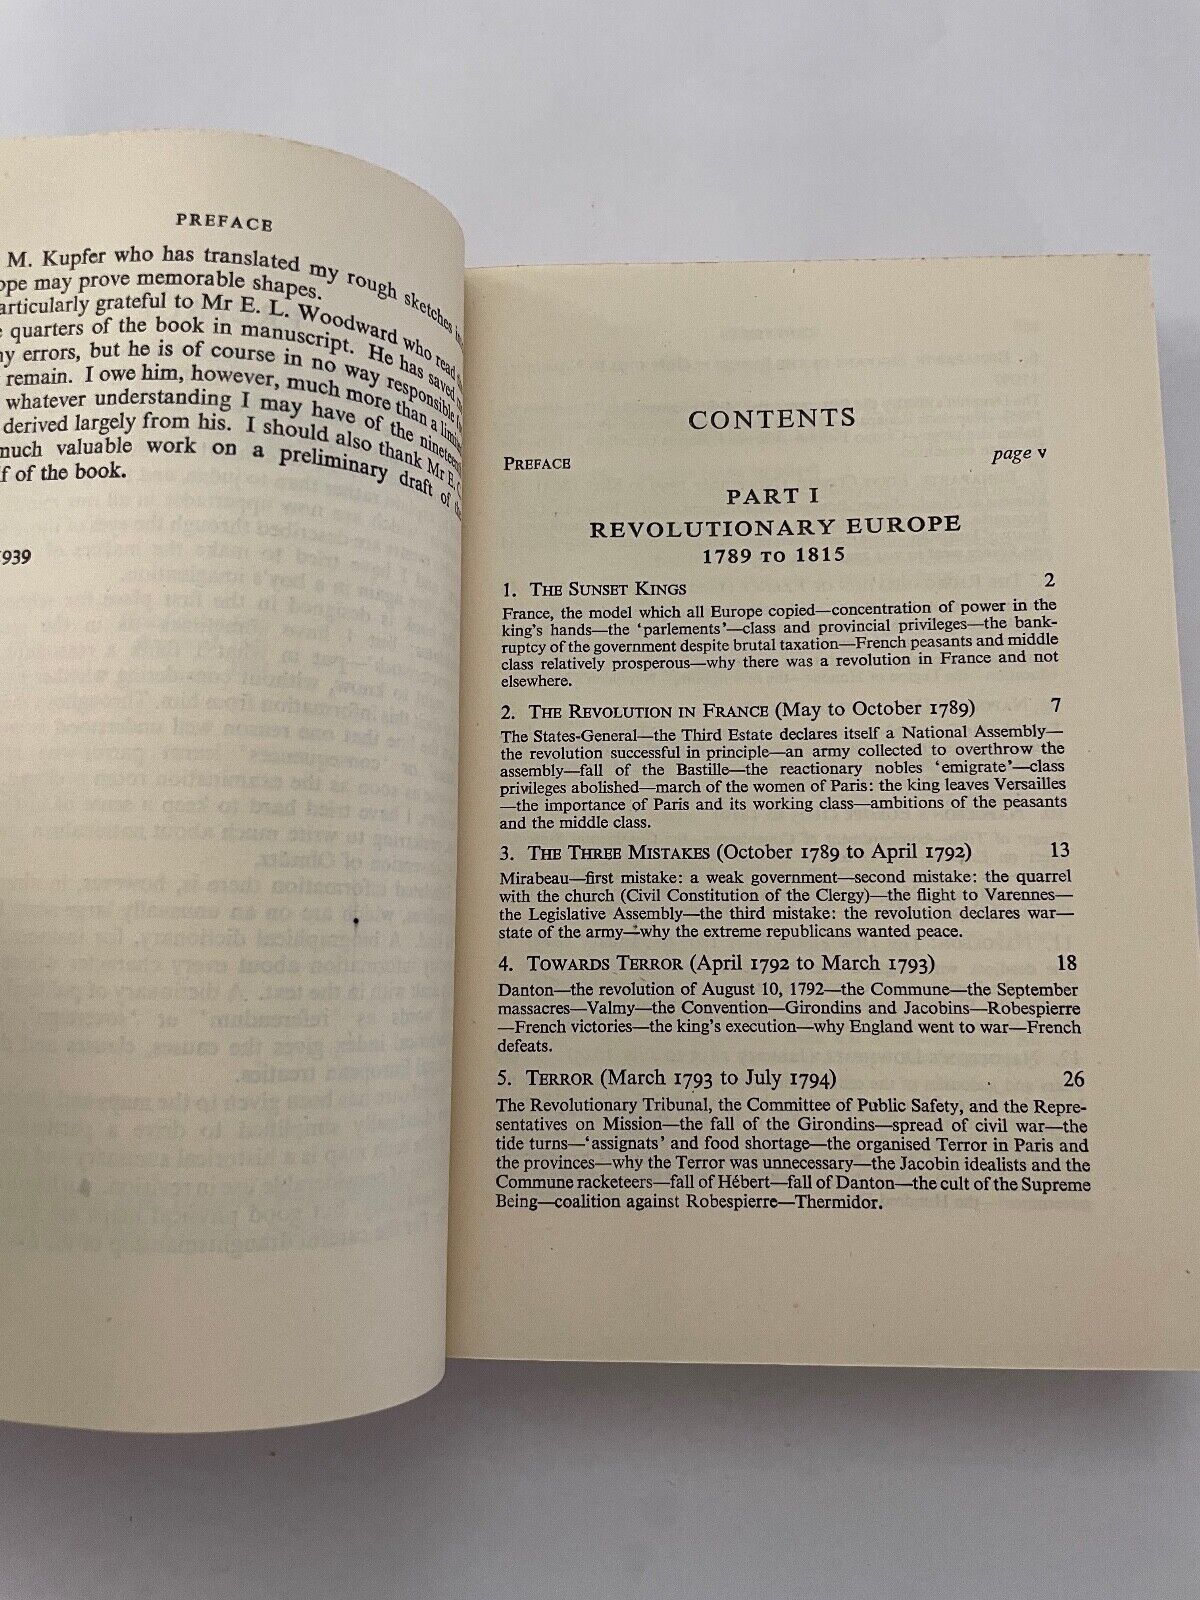 PREFACE
M. Kupfer who has translated my rough sketches
ope may prove memorable shapes.
articularly grateful to Mr E. L. Woodward who read
quarters of the book in manuscript. He has saved
ny errors, but he is of course in no way responsible
remain. I owe him, however, much more than a
whatever understanding I may have of the
derived largely from his. I should also thank Mr E. C.
much valuable work on a preliminary draft of the
f of the book.
1939
CONTENTS
PREFACE page v
PART I
REVOLUTIONARY EUROPE
1789 TO 1815
1. THE SUNSET KINGS 2
France, the model which all Europe copied—concentration of power in the
king's hands—the 'parlements'—class and provincial privileges—the bank-
ruptcy of the government despite brutal taxation—French peasants and middle
class relatively prosperous—why there was a revolution in France and not
elsewhere.
2. THE REVOLUTION IN FRANCE (May to October 1789) 7
The States-General—the Third Estate declares itself a National Assembly—
the revolution successful in principle—an army collected to overthrow the
assembly—fall of the Bastille—the reactionary nobles 'emigrate'—class
privileges abolished—march of the women of Paris: the king leaves Versailles
—the importance of Paris and its working class—ambitions of the peasants
and the middle class.
3. THE THREE MISTAKES (October 1789 to April 1792) 13
Mirabeau—first mistake: a weak government—second mistake: the quarrel
with the church (Civil Constitution of the Clergy)—the flight to Varennes—
the Legislative Assembly—the third mistake: the revolution declares war—
state of the army—why the extreme republicans wanted peace.
4. TOWARDS TERROR (April 1792 to March 1793) 18
Danton—the revolution of August 10, 1792—the Commune—the September
massacres—Valmy—the Convention—Girondins and Jacobins—Robespierre
—French victories—the king's execution—why England went to war—French
defeats.
5. TERROR (March 1793 to July 1794) 26
The Revolutionary Tribunal, the Committee of Public Safety, and the Repre-
sentatives on Mission—the fall of the Girondins—spread of civil war—the
tide turns—'assignats' and food shortage—the organised Terror in Paris and
the provinces—why the Terror was unnecessary—the Jacobin idealists and the
Commune racketeers—fall of Hébert—fall of Danton—the cult of the Supreme
Being—coalition against Robespierre—Thermidor.